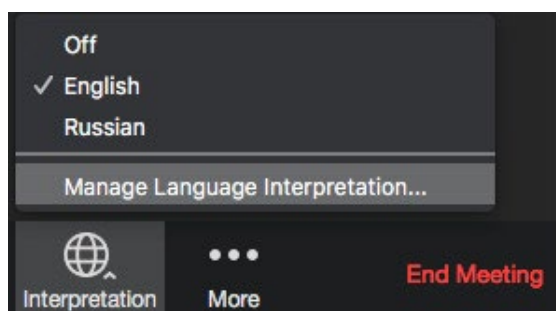 Off
✓ English
Russian
Manage Language Interpretation...
Interpretation
More
End Meeting